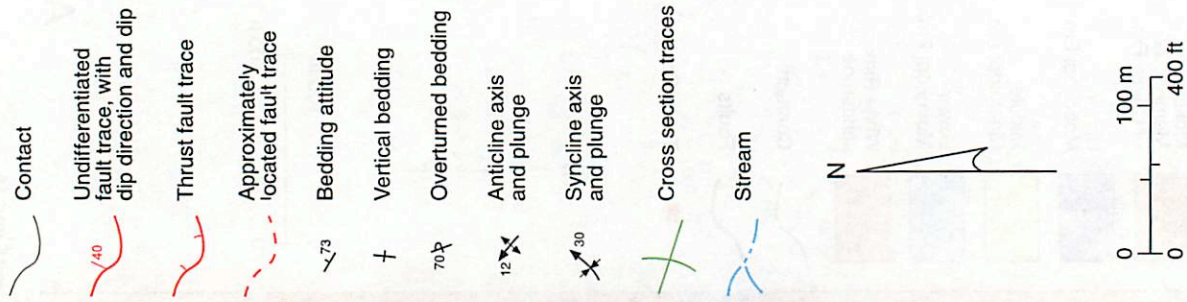 Contact
40
Undifferentiated
fault trace, with
dip direction and dip
Thrust fault trace
Approximately
located fault trace
73
Bedding attitude
Vertical bedding
70
Overturned bedding
12
Anticline axis
and plunge
30
Syncline axis
and plunge
Cross section traces
Stream
N
0 100 m
0 400 ft